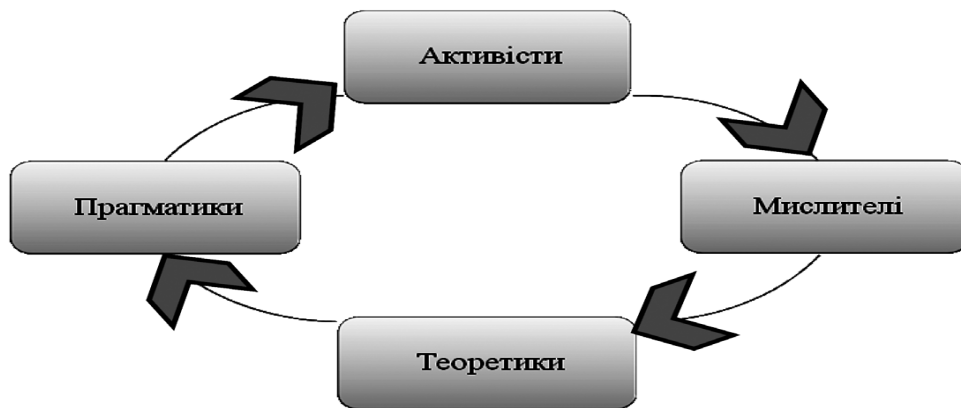 Активісти
Прагматики
Мислителі
Теоретики